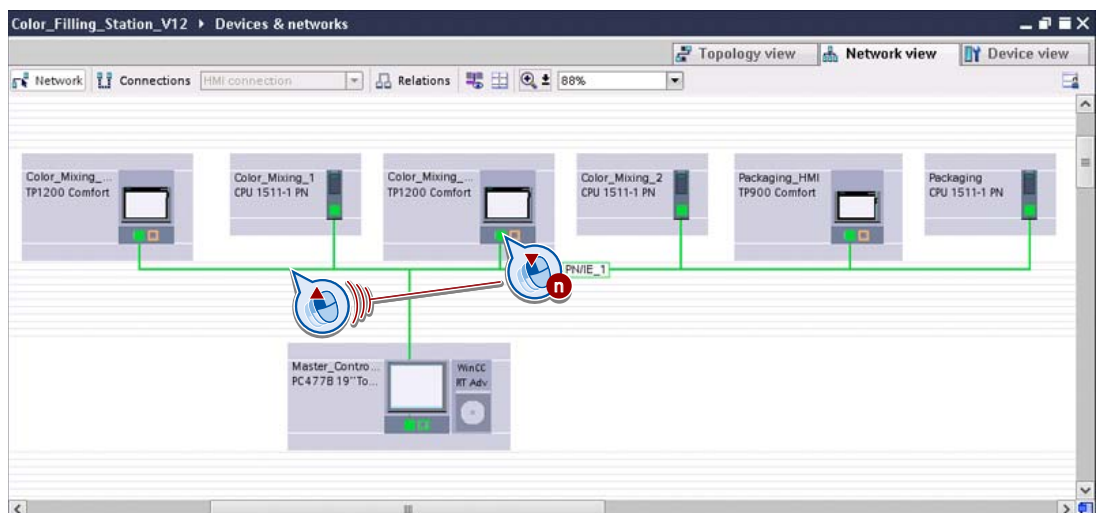 Color_Filling_Station_V12 ▸ Devices & networks
Topology view
Network view
Device view
Network
Connections
HMI connection
Relations
88%
Color_Mixing_...
TP1200 Comfort
Color_Mixing_1
CPU 1511-1 PN
Color_Mixing_...
TP1200 Comfort
Color_Mixing_2
CPU 1511-1 PN
Packaging_HMI
TP900 Comfort
Packaging
CPU 1511-1 PN
PN/IE_1
n
Master_Contro...
PC477B 19"To...
WinCC
RT Adv